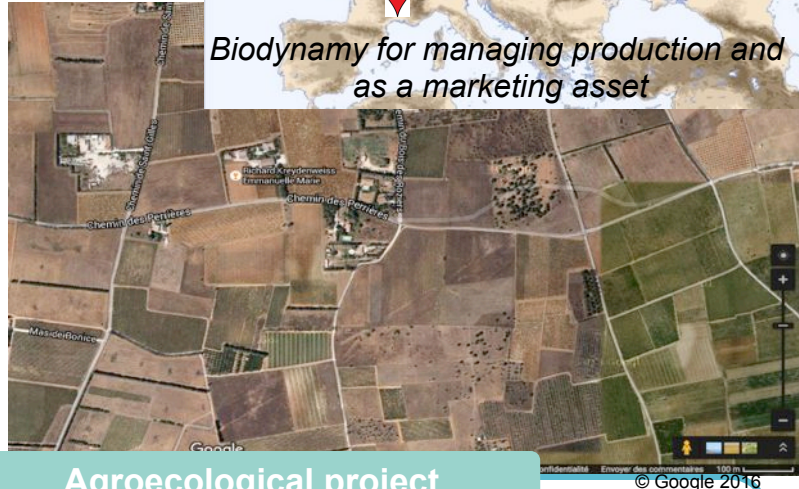 Biodynamy for managing production and
as a marketing asset
Chemin de Saint Gilles
Richard Kreydenweiss
Emmanuelle Marie
Chemin des Perrières
Chemin des Perrières
Mas de Bonice
Google
Envoyer des commentaires
100 m
Agroecological project
© Google 2016